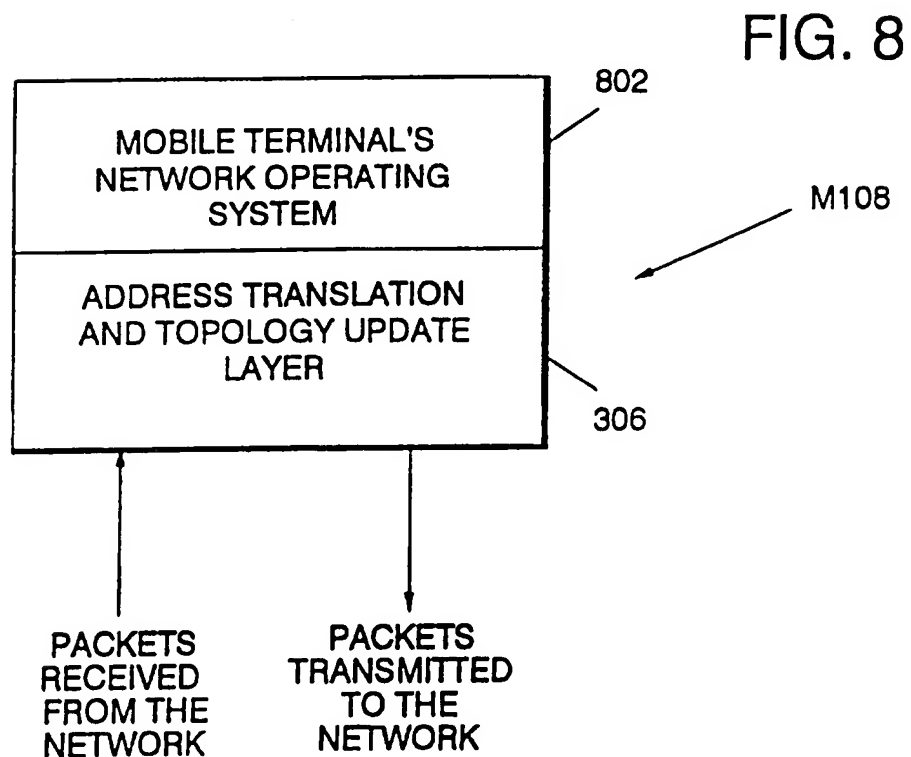 FIG. 8
802
MOBILE TERMINAL'S
NETWORK OPERATING
SYSTEM
M108
ADDRESS TRANSLATION
AND TOPOLOGY UPDATE
LAYER
306
PACKETS
RECEIVED
FROM THE
NETWORK
PACKETS
TRANSMITTED
TO THE
NETWORK